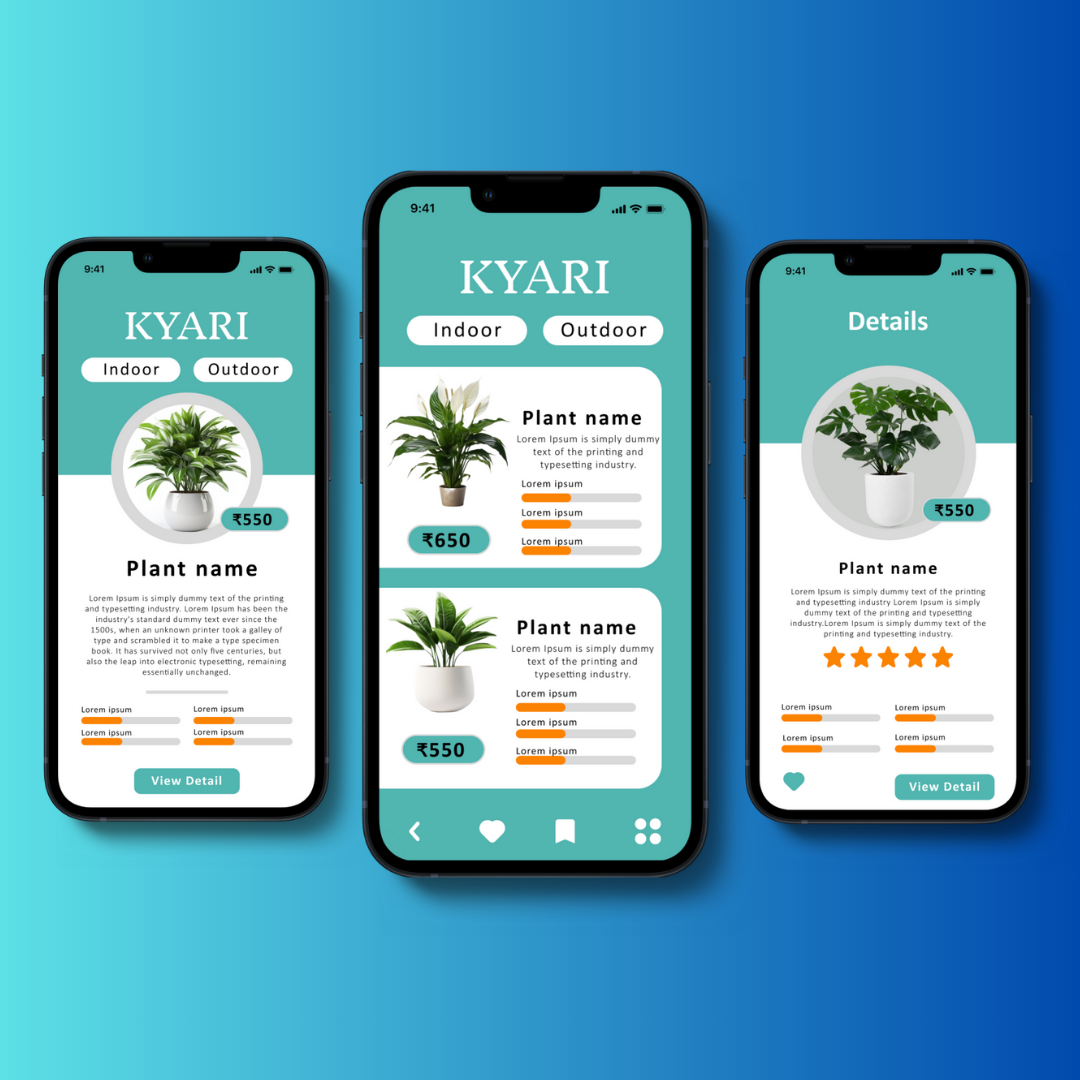 9:41
KYARI
Indoor
Outdoor
₹550
Plant name
Lorem Ipsum is simply dummy text of the printing
and typesetting industry. Lorem Ipsum has been the
industry's standard dummy text ever since the
1500s, when an unknown printer took a galley of
type and scrambled it to make a type specimen
book. It has survived not only five centuries, but
also the leap into electronic typesetting, remaining
essentially unchanged.
Lorem ipsum
Lorem ipsum
Lorem ipsum
Lorem ipsum
View Detail
9:41
KYARI
Indoor
Outdoor
Plant name
Lorem Ipsum is simply dummy
text of the printing and
typesetting industry.
Lorem ipsum
Lorem ipsum
Lorem ipsum
₹650
Plant name
Lorem Ipsum is simply dummy
text of the printing and
typesetting industry.
Lorem ipsum
Lorem ipsum
Lorem ipsum
₹550
9:41
Details
₹550
Plant name
Lorem Ipsum is simply dummy text of the printing
and typesetting industry Lorem Ipsum is simply
dummy text of the printing and typesetting
industry.Lorem Ipsum is simply dummy text of the
printing and typesetting industry.
Lorem ipsum
Lorem ipsum
Lorem ipsum
Lorem ipsum
View Detail